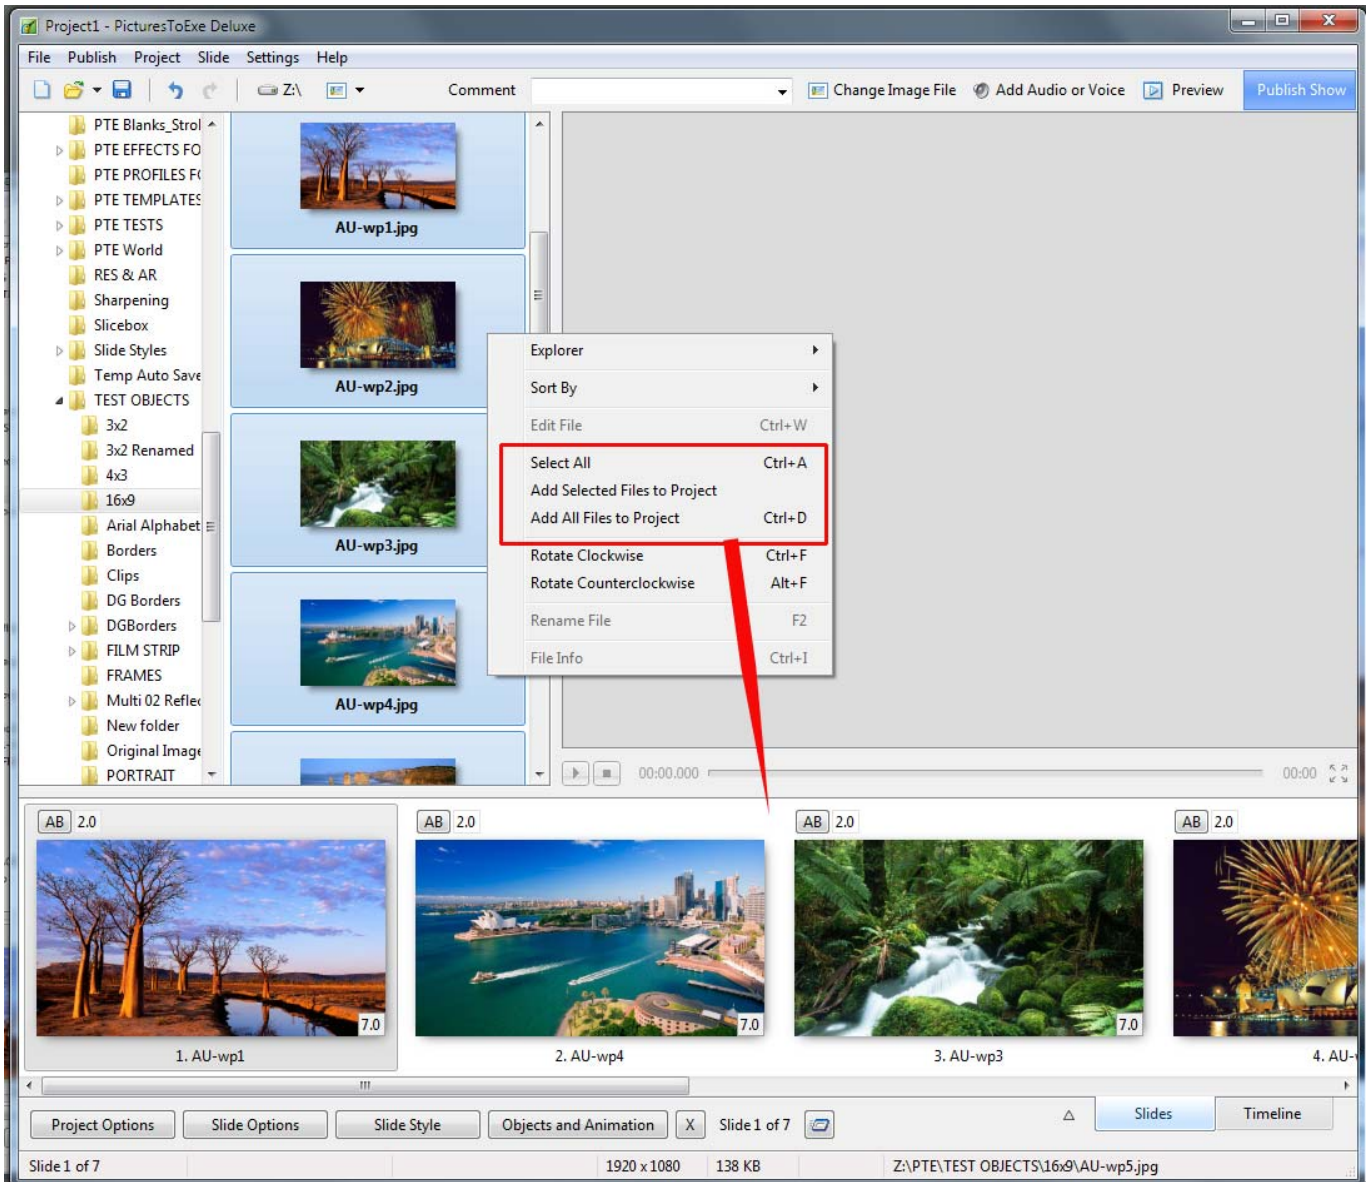 Project1 - PicturesToExe Deluxe
File Publish Project Slide Settings Help
Z:\ Comment Change Image File Add Audio or Voice Preview Publish Show
PTE Blanks_Strol
PTE EFFECTS FO
PTE PROFILES F
PTE TEMPLATES
PTE TESTS
PTE World
RES & AR
Sharpening
Slicebox
Slide Styles
Temp Auto Save
TEST OBJECTS
3x2
3x2 Renamed
4x3
16x9
Arial Alphabet
Borders
Clips
DG Borders
DGBorders
FILM STRIP
FRAMES
Multi 02 Reflec
New folder
Original Image
PORTRAIT
AU-wp1.jpg
AU-wp2.jpg
AU-wp3.jpg
AU-wp4.jpg
Explorer
Sort By
Edit File Ctrl+W
Select All Ctrl+A
Add Selected Files to Project
Add All Files to Project Ctrl+D
Rotate Clockwise Ctrl+F
Rotate Counterclockwise Alt+F
Rename File F2
File Info Ctrl+I
00:00.000 00:00
AB 2.0 AB 2.0 AB 2.0 AB 2.0
7.0 7.0 7.0
1. AU-wp1 2. AU-wp4 3. AU-wp3 4. AU-
Project Options Slide Options Slide Style Objects and Animation X Slide 1 of 7 Slides Timeline
Slide 1 of 7 1920 x 1080 138 KB Z:\PTE\TEST OBJECTS\16x9\AU-wp5.jpg